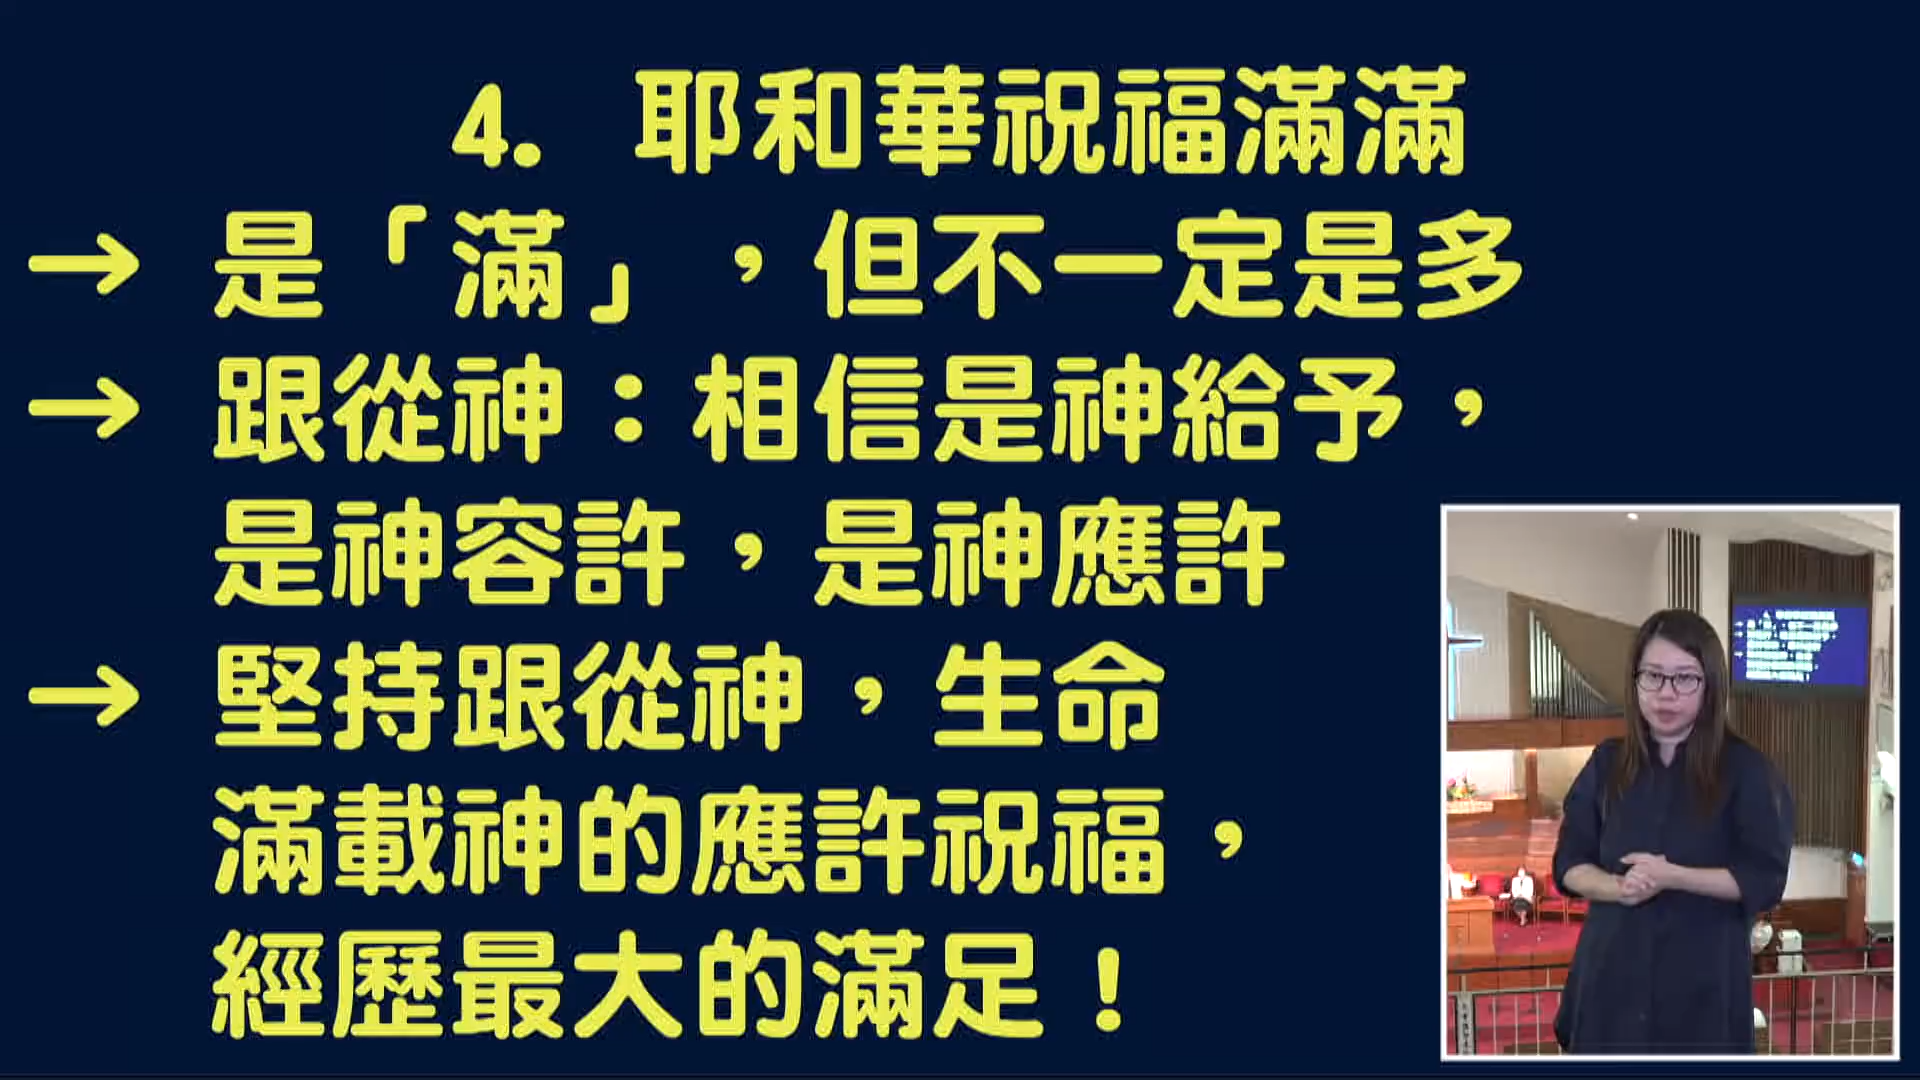 4. 耶和華祝福滿滿
→ 是「滿」，但不一定是多
→ 跟從神：相信是神給予，
是神容許，是神應許
→ 堅持跟從神，生命
滿載神的應許祝福，
經歷最大的滿足！